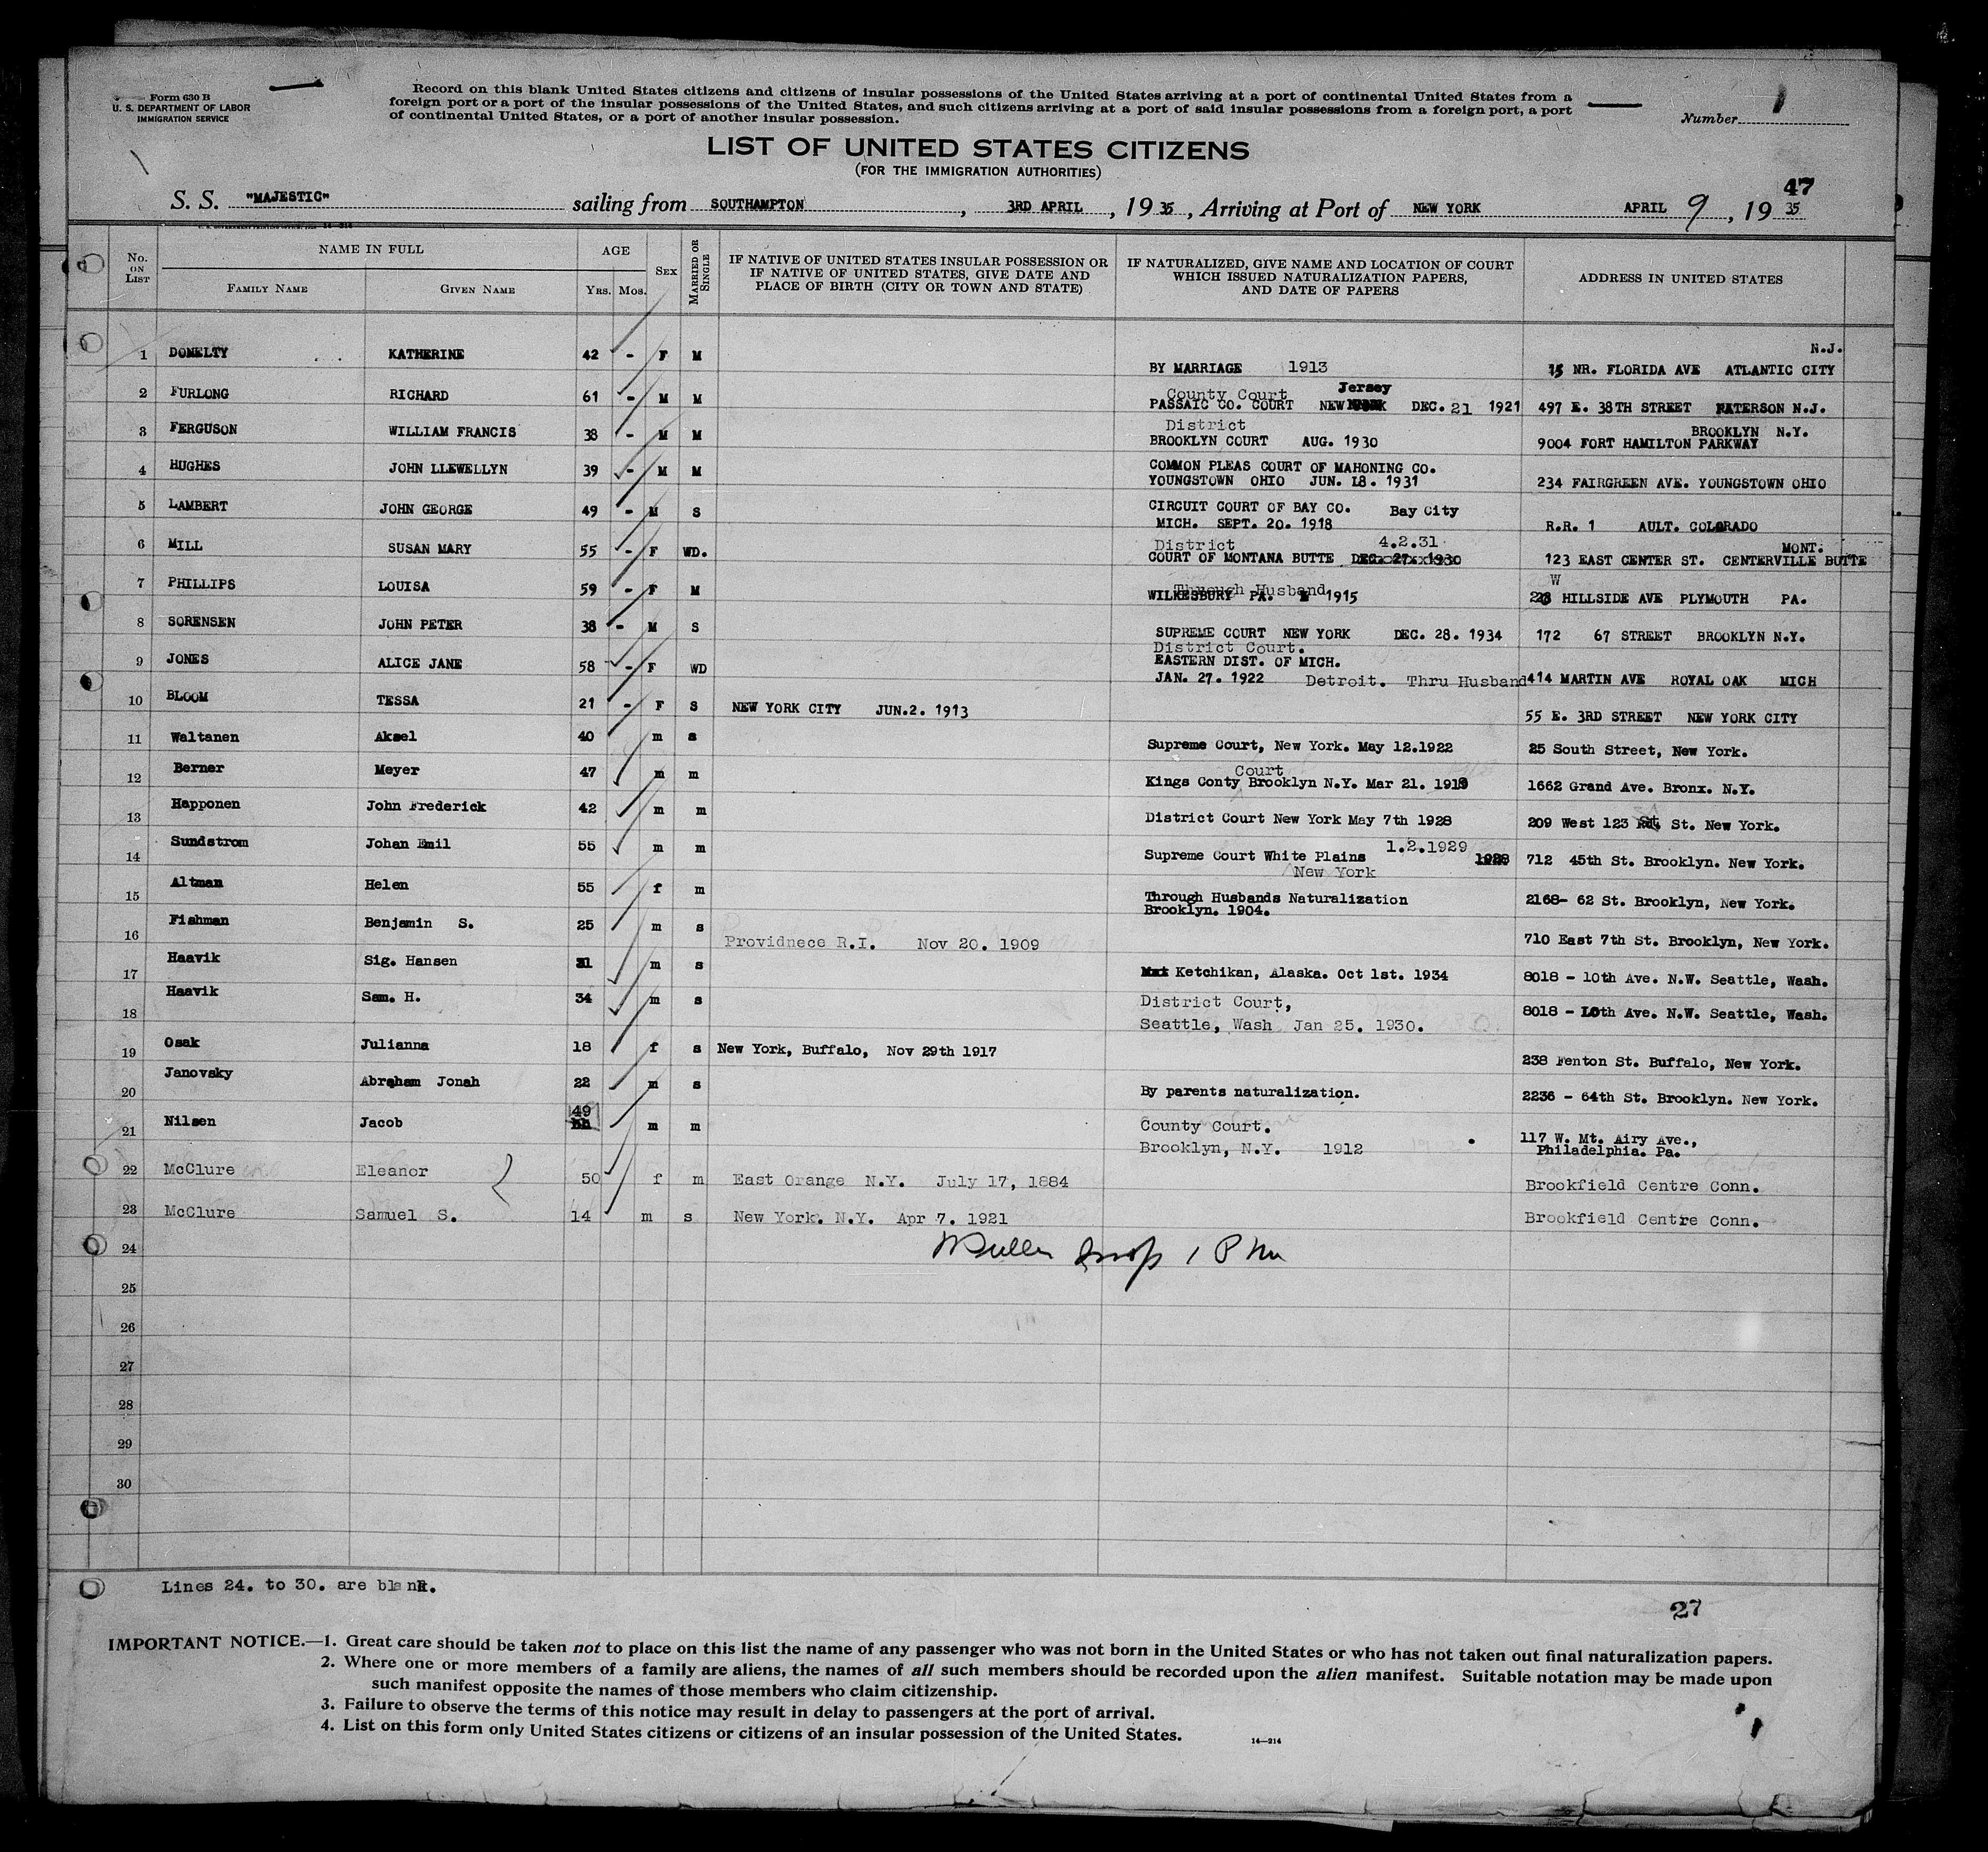 Form 630 B
U. S. DEPARTMENT OF LABOR
IMMIGRATION SERVICE
Record on this blank United States citizens and citizens of insular possessions of the United States arriving at a port of continental United States from a
foreign port or a port of the insular possessions of the United States, and such citizens arriving at a port of said insular possessions from a foreign port, a port
of continental United States, or a port of another insular possession.
Number 1
LIST OF UNITED STATES CITIZENS
(FOR THE IMMIGRATION AUTHORITIES)
47
S. S. "MAJESTIC" sailing from SOUTHAMPTON, 3RD APRIL, 1935, Arriving at Port of NEW YORK APRIL 9, 1935
No. ON LIST
NAME IN FULL
FAMILY NAME
GIVEN NAME
AGE
YRS. MOS.
SEX
MARRIED OR SINGLE
IF NATIVE OF UNITED STATES INSULAR POSSESSION OR
IF NATIVE OF UNITED STATES, GIVE DATE AND
PLACE OF BIRTH (CITY OR TOWN AND STATE)
IF NATURALIZED, GIVE NAME AND LOCATION OF COURT
WHICH ISSUED NATURALIZATION PAPERS,
AND DATE OF PAPERS
ADDRESS IN UNITED STATES
1 DONELTY KATHERINE 42 - F M BY MARRIAGE 1913 15 NR. FLORIDA AVE ATLANTIC CITY N.J.
2 FURLONG RICHARD 61 - M M County Court Jersey
PASSAIC CO. COURT NEW DEC. 21 1921 497 E. 38TH STREET PATERSON N.J.
3 FERGUSON WILLIAM FRANCIS 38 - M M District BROOKLYN N.Y.
BROOKLYN COURT AUG. 1930 9004 FORT HAMILTON PARKWAY
4 HUGHES JOHN LLEWELLYN 39 - M M COMMON PLEAS COURT OF MAHONING CO.
YOUNGSTOWN OHIO JUN. 18. 1931 234 FAIRGREEN AVE. YOUNGSTOWN OHIO
5 LAMBERT JOHN GEORGE 49 - M S CIRCUIT COURT OF BAY CO. Bay City
MICH. SEPT. 20. 1918 R.R. 1 AULT. COLORADO
6 MILL SUSAN MARY 55 - F WD. District 4.2.31 MONT.
COURT OF MONTANA BUTTE DEC. 27. 1930 123 EAST CENTER ST. CENTERVILLE BUTTE
7 PHILLIPS LOUISA 59 - F M Through Husband W
WILKESBURY PA. 1915 HILLSIDE AVE PLYMOUTH PA.
8 SORENSEN JOHN PETER 38 - M S SUPREME COURT NEW YORK DEC. 28. 1934 172 67 STREET BROOKLYN N.Y.
9 JONES ALICE JANE 58 - F WD District Court.
EASTERN DIST. OF MICH.
JAN. 27. 1922 Detroit. Thru Husband 414 MARTIN AVE ROYAL OAK MICH
10 BLOOM TESSA 21 - F S NEW YORK CITY JUN.2. 1913 55 E. 3RD STREET NEW YORK CITY
11 Waltanen Aksel 40 m s Supreme Court, New York. May 12.1922 25 South Street, New York.
12 Berner Meyer 47 m m Court
Kings Conty Brooklyn N.Y. Mar 21. 1918 1662 Grand Ave. Bronx. N.Y.
13 Happonen John Frederick 42 m m District Court New York May 7th 1928 209 West 123 St. New York.
14 Sundstrom Johan Emil 55 m m 1.2.1929
Supreme Court White Plains 1928 712 45th St. Brooklyn. New York.
New York
15 Altman Helen 55 f m Through Husbands Naturalization
Brooklyn. 1904. 2168- 62 St. Brooklyn, New York.
16 Fishman Benjamin S. 25 m s Providnece R.I. Nov 20. 1909 710 East 7th St. Brooklyn, New York.
17 Haavik Sig. Hansen 31 m s Ketchikan, Alaska. Oct 1st. 1934 8018 - 10th Ave. N.W. Seattle, Wash.
18 Haavik Sam. H. 34 m s District Court,
Seattle, Wash Jan 25. 1930. 8018 - 10th Ave. N.W. Seattle, Wash.
19 Osak Julianna 18 f s New York, Buffalo, Nov 29th 1917 238 Fenton St. Buffalo, New York.
20 Janovsky Abraham Jonah 22 m s By parents naturalization. 2236 - 64th St. Brooklyn. New York.
21 Nilsen Jacob 49 m m County Court.
Brooklyn, N.Y. 1912 117 W. Mt. Airy Ave.,
Philadelphia. Pa.
22 McClure Eleanor 50 f m East Orange N.Y. July 17, 1884 Brookfield Centre Conn.
23 McClure Samuel S. 14 m s New York. N.Y. Apr 7. 1921 Brookfield Centre Conn.
24
25
26
27
28
29
30
Lines 24. to 30. are blank.
27
IMPORTANT NOTICE.—1. Great care should be taken not to place on this list the name of any passenger who was not born in the United States or who has not taken out final naturalization papers.
2. Where one or more members of a family are aliens, the names of all such members should be recorded upon the alien manifest. Suitable notation may be made upon
such manifest opposite the names of those members who claim citizenship.
3. Failure to observe the terms of this notice may result in delay to passengers at the port of arrival.
4. List on this form only United States citizens or citizens of an insular possession of the United States.
14—214